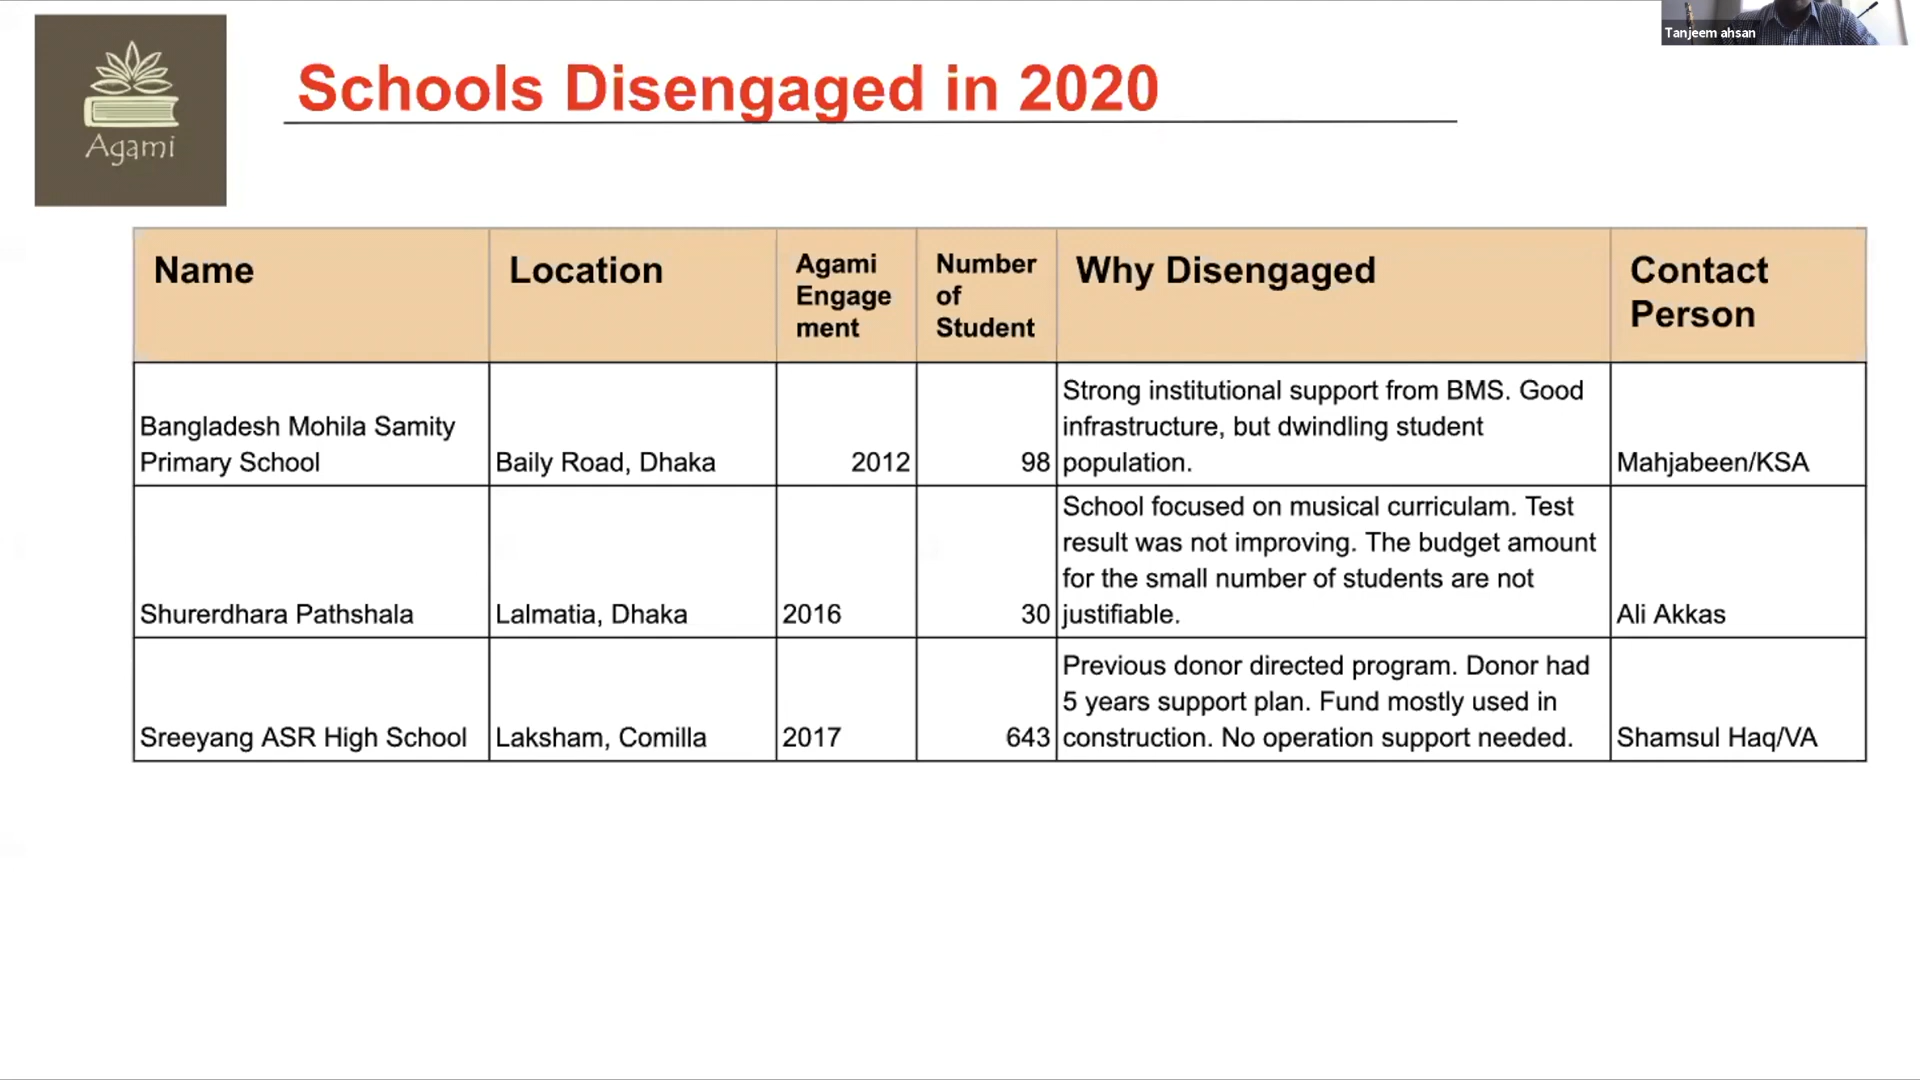 Tanjeem ahsan
Agami
Schools Disengaged in 2020
Name
Location
Agami
Engage
ment
Number
of
Student
Why Disengaged
Contact
Person
Bangladesh Mohila Samity
Primary School
Baily Road, Dhaka
2012
98
Strong institutional support from BMS. Good
infrastructure, but dwindling student
population.
Mahjabeen/KSA
Shurerdhara Pathshala
Lalmatia, Dhaka
2016
30
School focused on musical curriculam. Test
result was not improving. The budget amount
for the small number of students are not
justifiable.
Ali Akkas
Sreeyang ASR High School
Laksham, Comilla
2017
643
Previous donor directed program. Donor had
5 years support plan. Fund mostly used in
construction. No operation support needed.
Shamsul Haq/VA